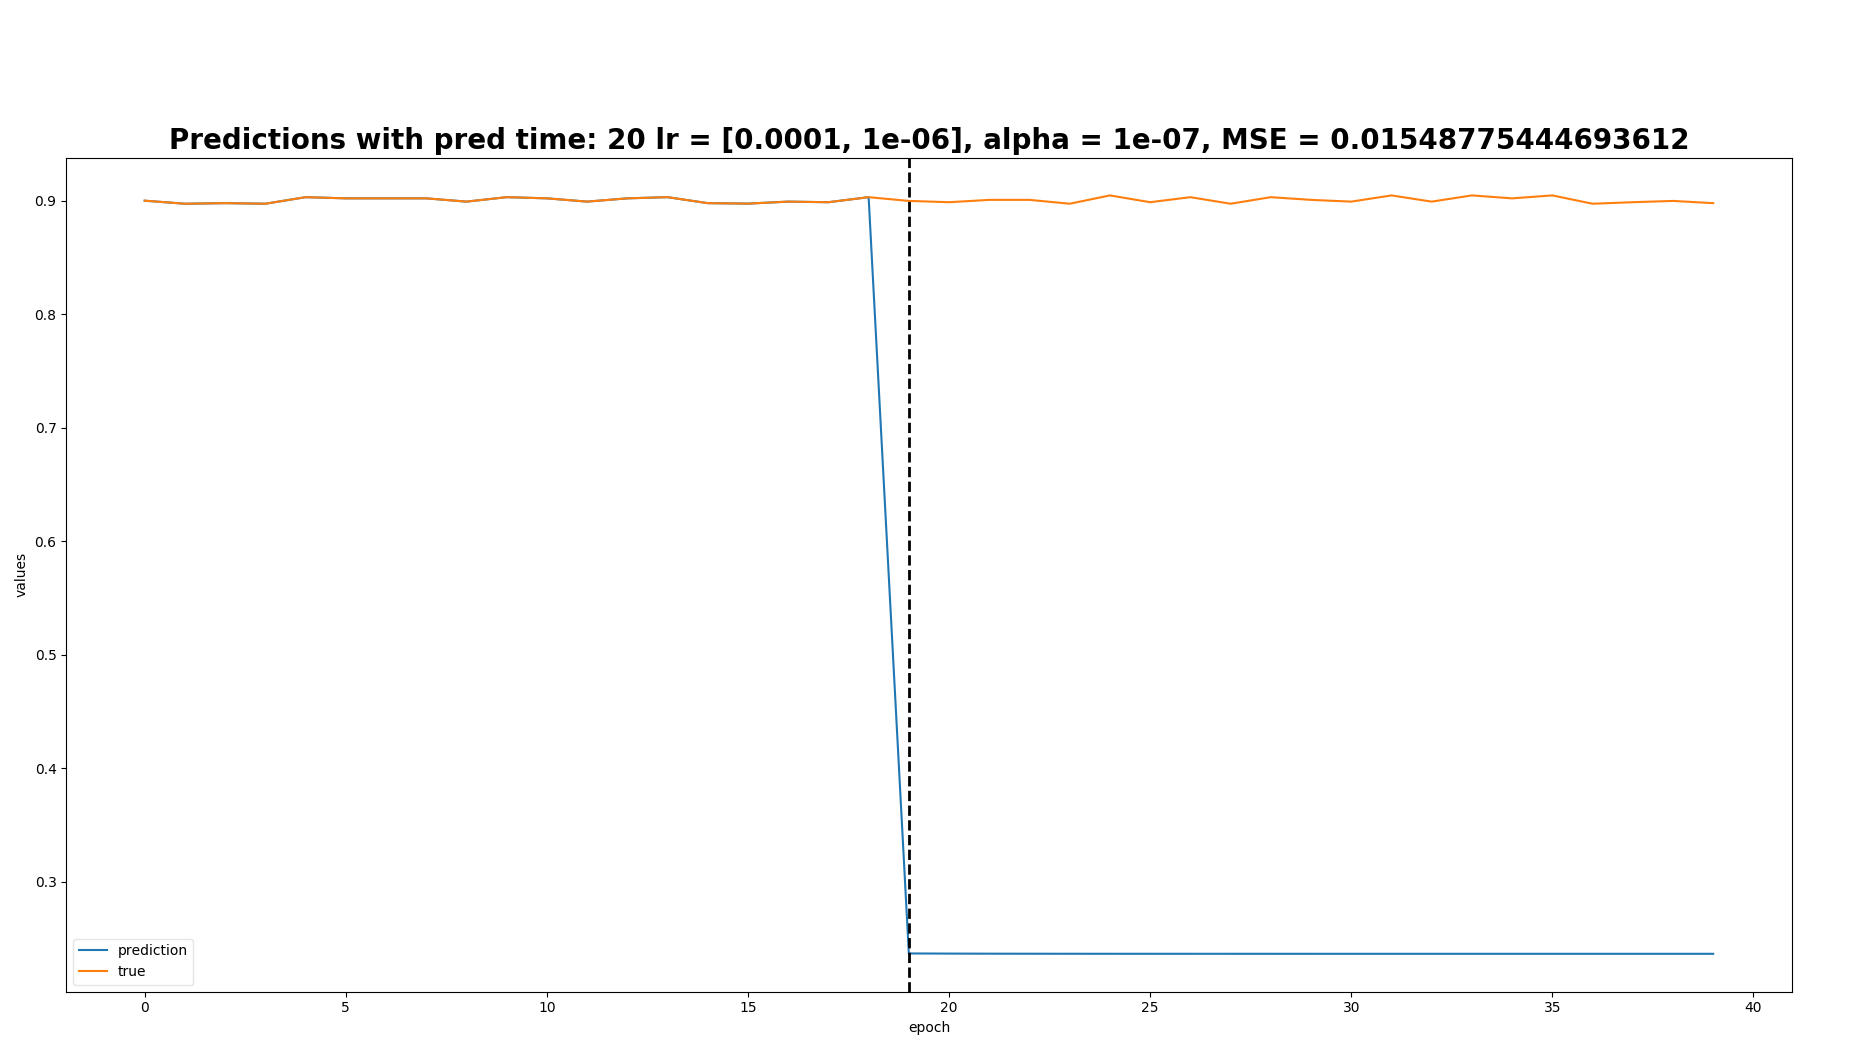 Predictions with pred time: 20 lr = [0.0001, 1e-06], alpha = 1e-07, MSE = 0.01548775444693612
0.9
0.8
0.7
0.6
0.5
0.4
0.3
values
prediction
true
0 5 10 15 20 25 30 35 40
epoch